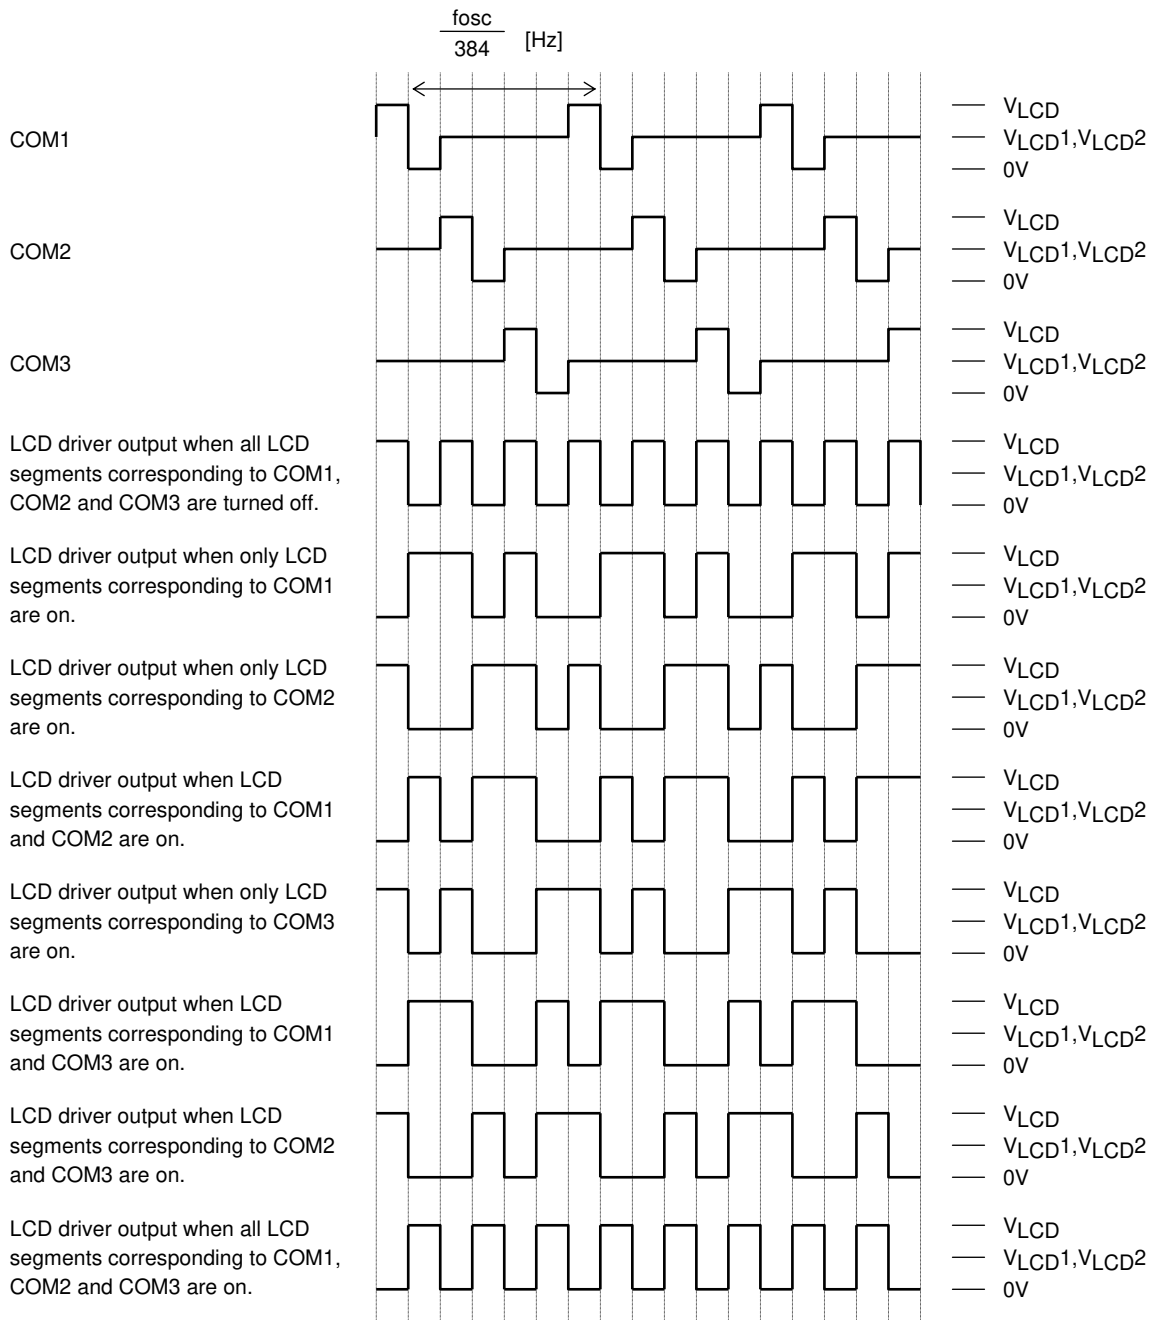 fosc
384
[Hz]
COM1
VLCD
VLCD1,VLCD2
0V
COM2
VLCD
VLCD1,VLCD2
0V
COM3
VLCD
VLCD1,VLCD2
0V
LCD driver output when all LCD
segments corresponding to COM1,
COM2 and COM3 are turned off.
VLCD
VLCD1,VLCD2
0V
LCD driver output when only LCD
segments corresponding to COM1
are on.
VLCD
VLCD1,VLCD2
0V
LCD driver output when only LCD
segments corresponding to COM2
are on.
VLCD
VLCD1,VLCD2
0V
LCD driver output when LCD
segments corresponding to COM1
and COM2 are on.
VLCD
VLCD1,VLCD2
0V
LCD driver output when only LCD
segments corresponding to COM3
are on.
VLCD
VLCD1,VLCD2
0V
LCD driver output when LCD
segments corresponding to COM1
and COM3 are on.
VLCD
VLCD1,VLCD2
0V
LCD driver output when LCD
segments corresponding to COM2
and COM3 are on.
VLCD
VLCD1,VLCD2
0V
LCD driver output when all LCD
segments corresponding to COM1,
COM2 and COM3 are on.
VLCD
VLCD1,VLCD2
0V